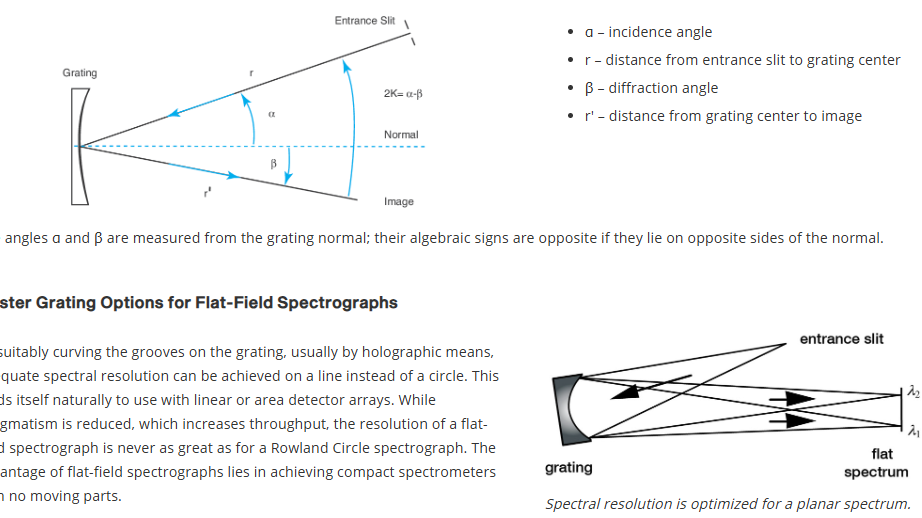 Entrance Slit
Grating
r
2K= α-β
α
Normal
β
r'
Image
• α – incidence angle
• r – distance from entrance slit to grating center
• β – diffraction angle
• r' – distance from grating center to image
angles α and β are measured from the grating normal; their algebraic signs are opposite if they lie on opposite sides of the normal.
ster Grating Options for Flat-Field Spectrographs
suitably curving the grooves on the grating, usually by holographic means,
quate spectral resolution can be achieved on a line instead of a circle. This
ds itself naturally to use with linear or area detector arrays. While
gmatism is reduced, which increases throughput, the resolution of a flat-
d spectrograph is never as great as for a Rowland Circle spectrograph. The
antage of flat-field spectrographs lies in achieving compact spectrometers
n no moving parts.
entrance slit
λ2
λ1
flat
spectrum
grating
Spectral resolution is optimized for a planar spectrum.